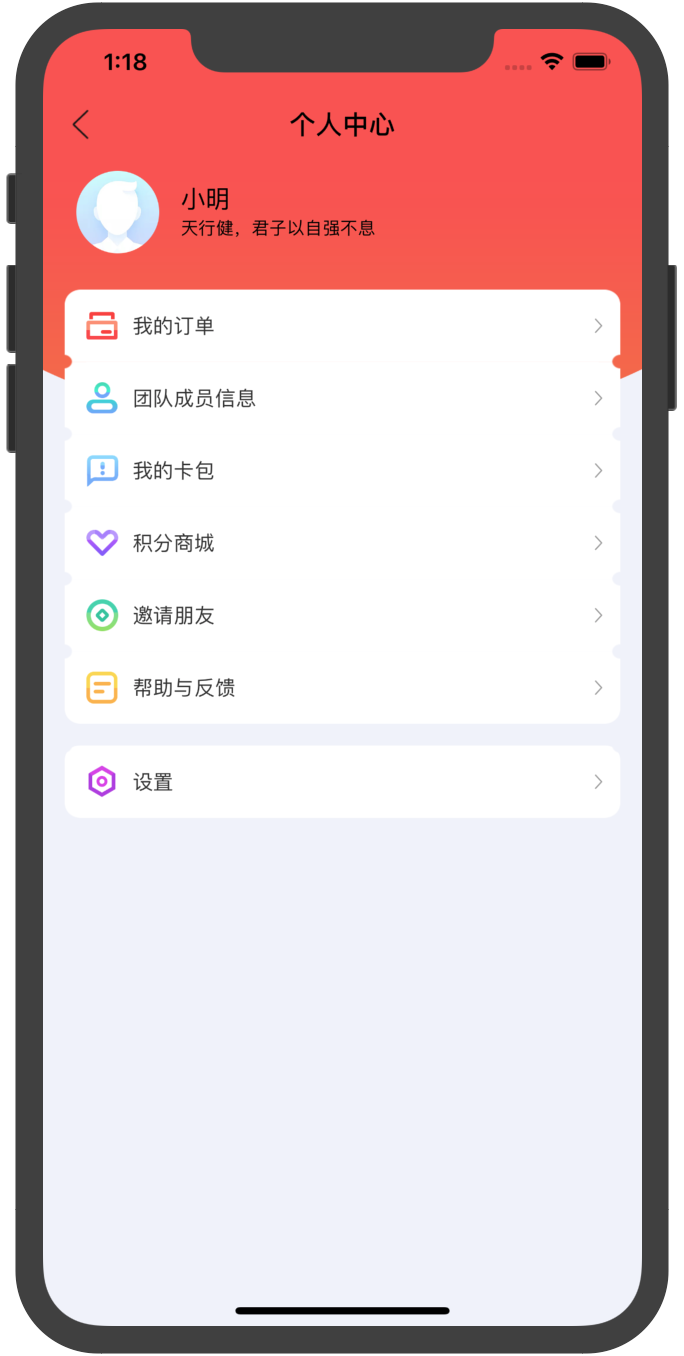 1:18
个人中心
小明
天行健，君子以自强不息
我的订单
团队成员信息
我的卡包
积分商城
邀请朋友
帮助与反馈
设置